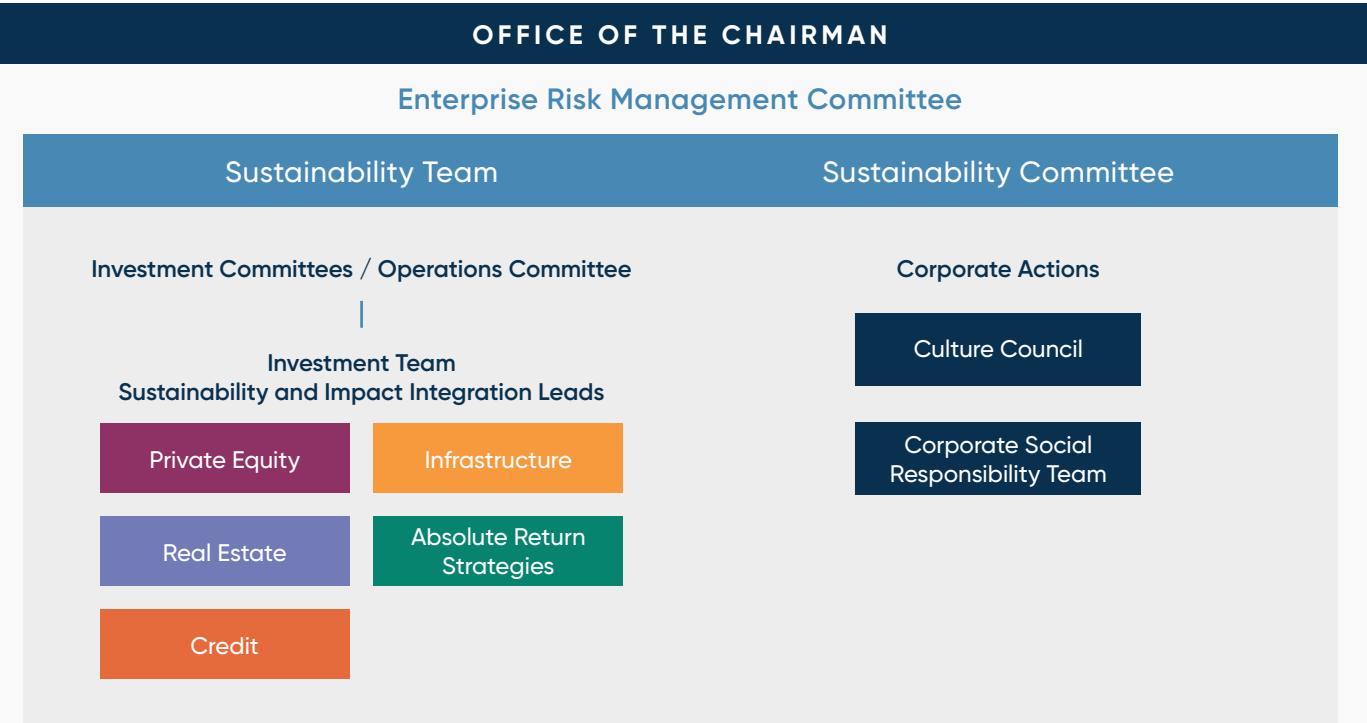 OFFICE OF THE CHAIRMAN
Enterprise Risk Management Committee
Sustainability Team
Sustainability Committee
Investment Committees / Operations Committee
Investment Team
Sustainability and Impact Integration Leads
Private Equity
Infrastructure
Real Estate
Absolute Return
Strategies
Credit
Corporate Actions
Culture Council
Corporate Social
Responsibility Team